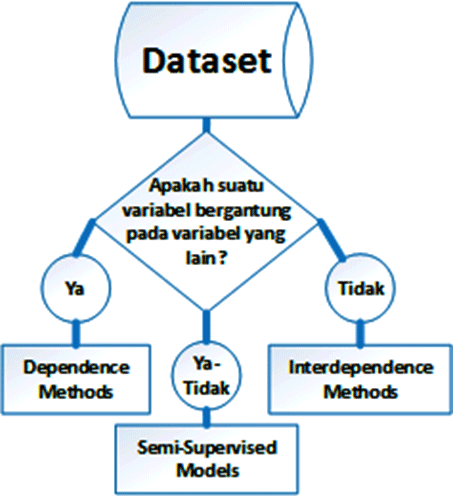 Dataset
Apakah suatu
variabel bergantung
pada variabel yang
lain?
Ya
Tidak
Ya-
Tidak
Dependence
Methods
Interdependence
Methods
Semi-Supervised
Models